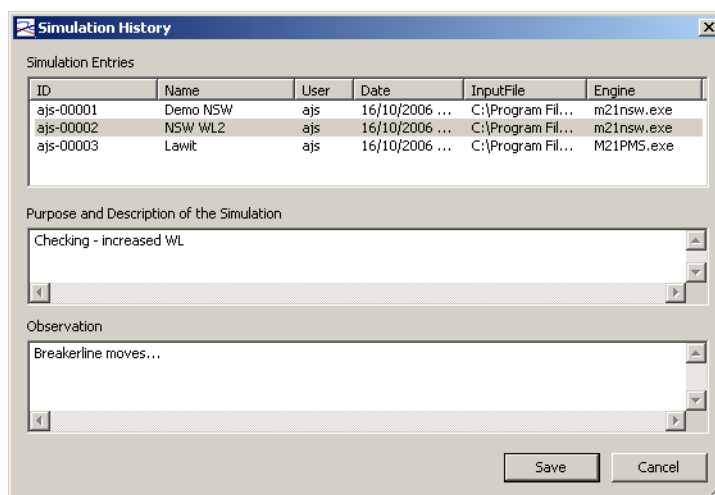 Simulation History
Simulation Entries
ID Name User Date InputFile Engine
ajs-00001 Demo NSW ajs 16/10/2006 ... C:\Program Fil... m21nsw.exe
ajs-00002 NSW WL2 ajs 16/10/2006 ... C:\Program Fil... m21nsw.exe
ajs-00003 Lawit ajs 16/10/2006 ... C:\Program Fil... M21PMS.exe
Purpose and Description of the Simulation
Checking - increased WL
Observation
Breakerline moves...
Save Cancel